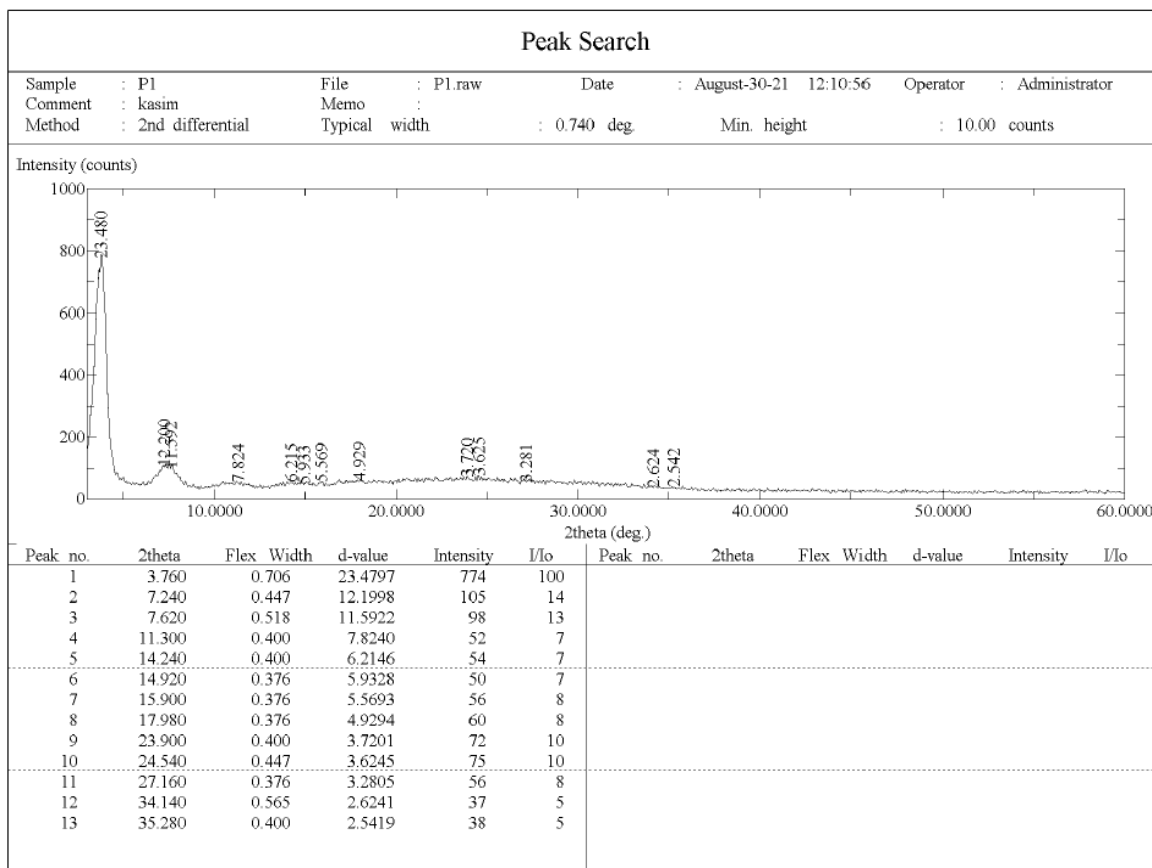 Peak Search
Sample : P1 File : P1.raw Date : August-30-21 12:10:56 Operator : Administrator
Comment : kasim Memo :
Method : 2nd differential Typical width : 0.740 deg. Min. height : 10.00 counts
Intensity (counts)
1000
800
600
400
200
0
23.480
12.200
11.592
7.824
6.215
5.933
5.569
4.929
3.720
3.625
3.281
2.624
2.542
10.0000 20.0000 30.0000 40.0000 50.0000 60.0000
2theta (deg.)
Peak no. 2theta Flex Width d-value Intensity I/Io Peak no. 2theta Flex Width d-value Intensity I/Io
1 3.760 0.706 23.4797 774 100
2 7.240 0.447 12.1998 105 14
3 7.620 0.518 11.5922 98 13
4 11.300 0.400 7.8240 52 7
5 14.240 0.400 6.2146 54 7
6 14.920 0.376 5.9328 50 7
7 15.900 0.376 5.5693 56 8
8 17.980 0.376 4.9294 60 8
9 23.900 0.400 3.7201 72 10
10 24.540 0.447 3.6245 75 10
11 27.160 0.376 3.2805 56 8
12 34.140 0.565 2.6241 37 5
13 35.280 0.400 2.5419 38 5